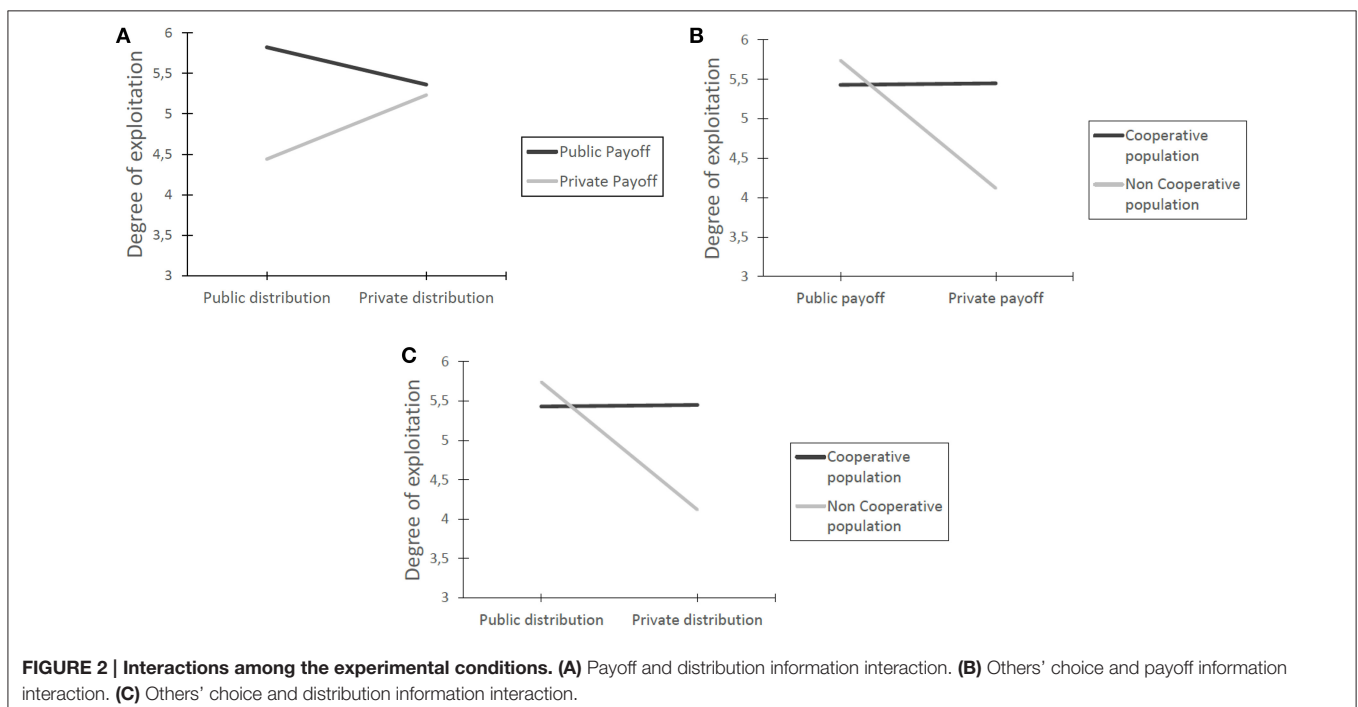 A
6
5,5
5
4,5
4
3,5
3
Degree of exploitation
Public distribution
Private distribution
Public Payoff
Private Payoff
B
6
5,5
5
4,5
4
3,5
3
Degree of exploitation
Public payoff
Private payoff
Cooperative
population
Non Cooperative
population
C
6
5,5
5
4,5
4
3,5
3
Degree of exploitation
Public distribution
Private distribution
Cooperative
population
Non Cooperative
population
FIGURE 2 | Interactions among the experimental conditions. (A) Payoff and distribution information interaction. (B) Others’ choice and payoff information
interaction. (C) Others’ choice and distribution information interaction.